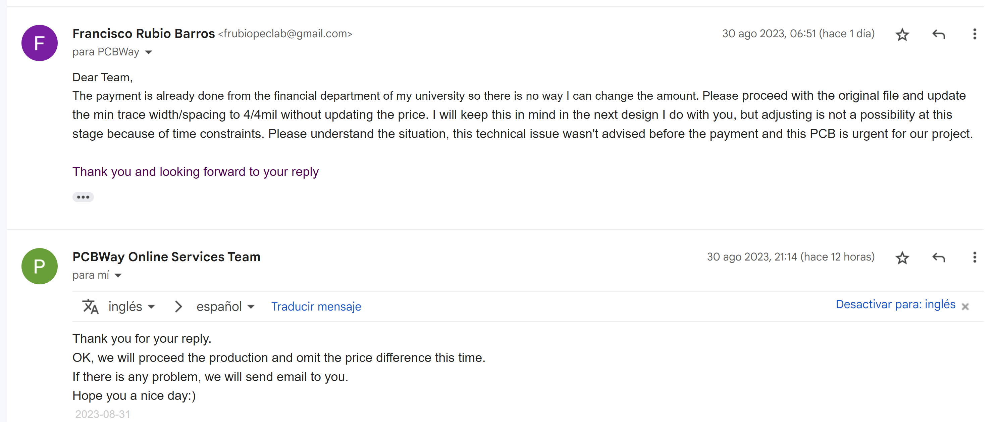 Francisco Rubio Barros <frubiopeclab@gmail.com>
30 ago 2023, 06:51 (hace 1 día)
F
para PCBWay
Dear Team,
The payment is already done from the financial department of my university so there is no way I can change the amount. Please proceed with the original file and update
the min trace width/spacing to 4/4mil without updating the price. I will keep this in mind in the next design I do with you, but adjusting is not a possibility at this
stage because of time constraints. Please understand the situation, this technical issue wasn't advised before the payment and this PCB is urgent for our project.
Thank you and looking forward to your reply
PCBWay Online Services Team
30 ago 2023, 21:14 (hace 12 horas)
P
para mí
inglés
español
Traducir mensaje
Desactivar para: inglés
Thank you for your reply.
OK, we will proceed the production and omit the price difference this time.
If there is any problem, we will send email to you.
Hope you a nice day:)
2023-08-31